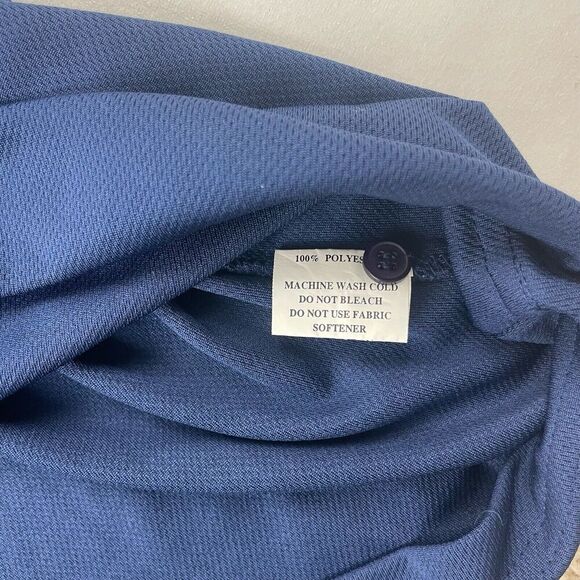 100% POLYES
MACHINE WASH COLD
DO NOT BLEACH
DO NOT USE FABRIC
SOFTENER